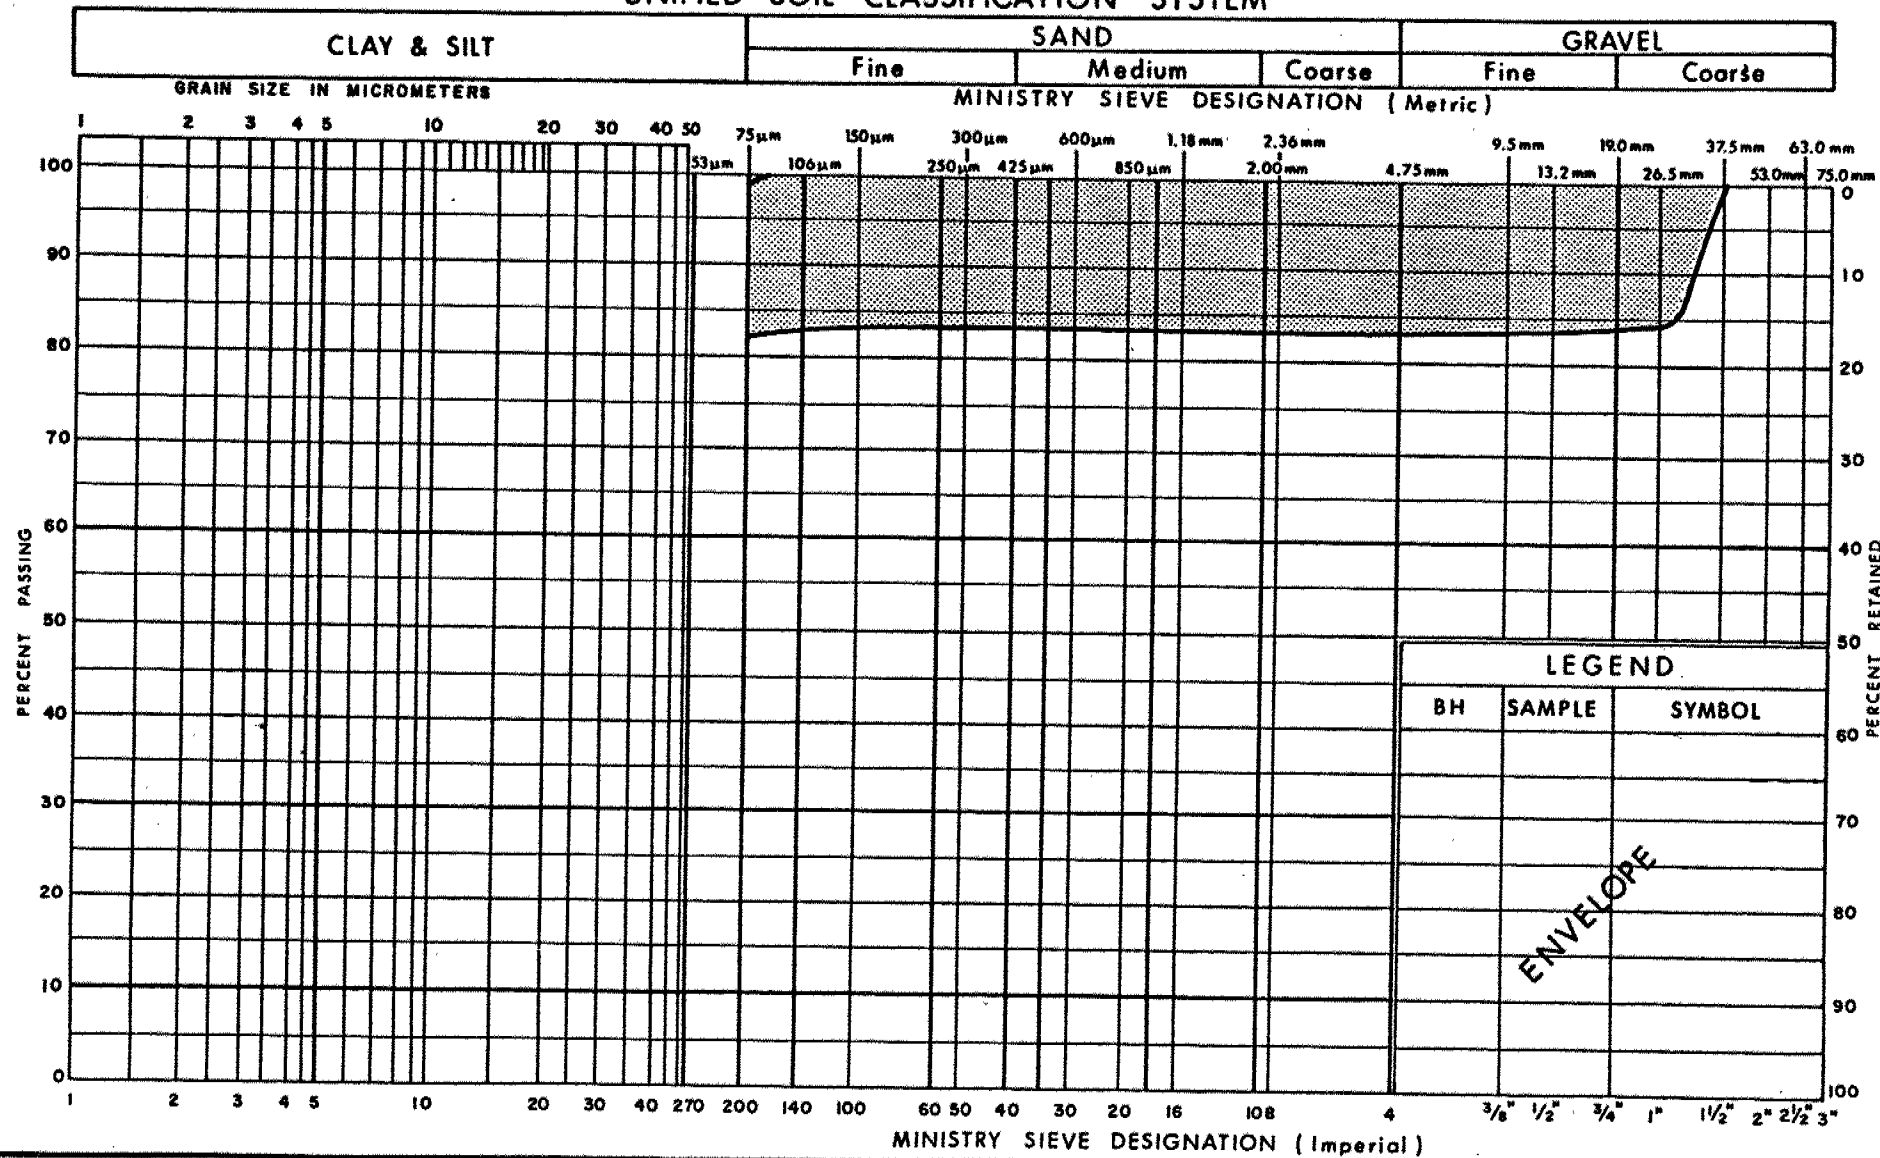 UNIFIED SOIL CLASSIFICATION SYSTEM
CLAY & SILT SAND GRAVEL
Fine Medium Coarse Fine Coarse
GRAIN SIZE IN MICROMETERS MINISTRY SIEVE DESIGNATION (Metric)
1 2 3 4 5 10 20 30 40 50 75µm 150µm 300µm 600µm 1.18mm 2.36mm 9.5mm 19.0mm 37.5mm 63.0mm
53µm 106µm 250µm 425µm 850µm 2.00mm 4.75mm 13.2mm 26.5mm 53.0mm 75.0mm
100 0
90 10
80 20
70 30
60 40
50 50
40 60
30 70
20 80
10 90
0 100
PERCENT PASSING
PERCENT RETAINED
LEGEND
BH SAMPLE SYMBOL
ENVELOPE
1 2 3 4 5 10 20 30 40 270 200 140 100 60 50 40 30 20 16 10 8 4 3/8" 1/2" 3/4" 1" 1 1/2" 2" 2 1/2" 3"
MINISTRY SIEVE DESIGNATION (Imperial)